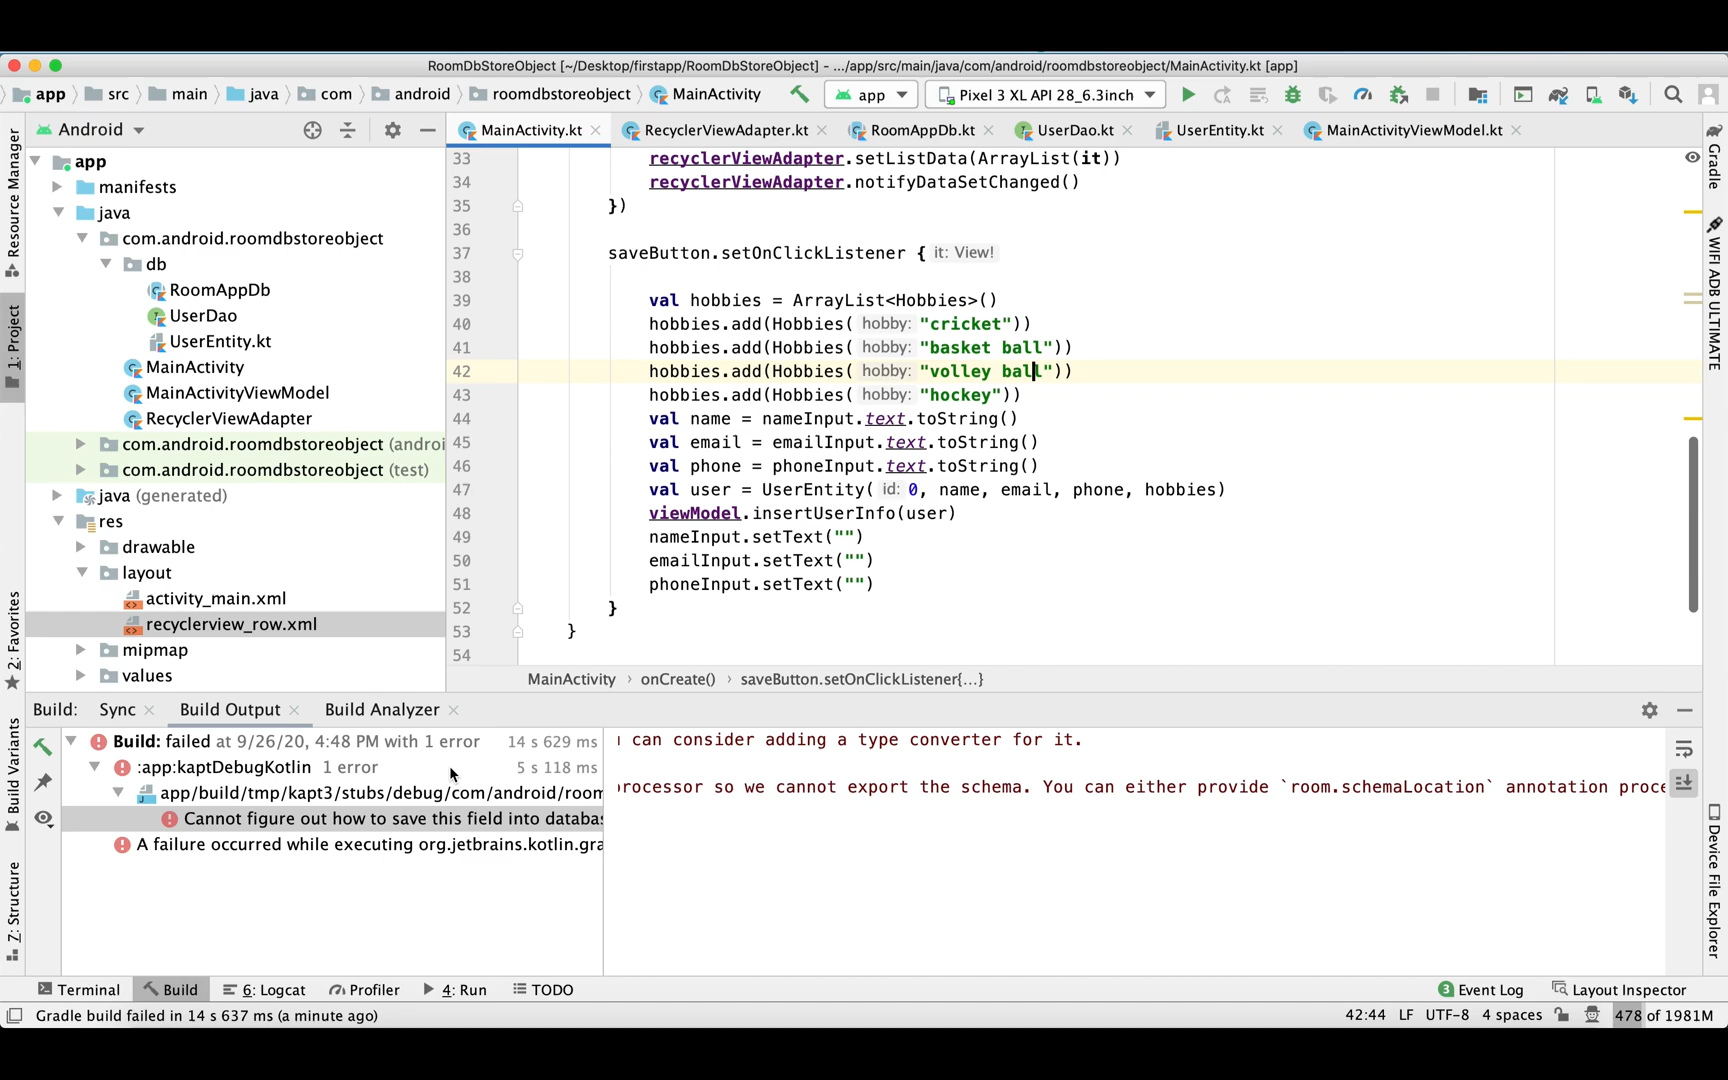 RoomDbStoreObject [~/Desktop/firstapp/RoomDbStoreObject] - .../app/src/main/java/com/android/roomdbstoreobject/MainActivity.kt [app]
app src main java com android roomdbstoreobject MainActivity app Pixel 3 XL API 28_6.3inch
Android
MainActivity.kt RecyclerViewAdapter.kt RoomAppDb.kt UserDao.kt UserEntity.kt MainActivityViewModel.kt
Resource Manager
1: Project
2: Favorites
Build Variants
7: Structure
app
manifests
java
com.android.roomdbstoreobject
db
RoomAppDb
UserDao
UserEntity.kt
MainActivity
MainActivityViewModel
RecyclerViewAdapter
com.android.roomdbstoreobject (androi
com.android.roomdbstoreobject (test)
java (generated)
res
drawable
layout
activity_main.xml
recyclerview_row.xml
mipmap
values
33 recyclerViewAdapter.setListData(ArrayList(it))
34 recyclerViewAdapter.notifyDataSetChanged()
35 })
36
37 saveButton.setOnClickListener { it: View!
38
39 val hobbies = ArrayList<Hobbies>()
40 hobbies.add(Hobbies( hobby: "cricket"))
41 hobbies.add(Hobbies( hobby: "basket ball"))
42 hobbies.add(Hobbies( hobby: "volley ball"))
43 hobbies.add(Hobbies( hobby: "hockey"))
44 val name = nameInput.text.toString()
45 val email = emailInput.text.toString()
46 val phone = phoneInput.text.toString()
47 val user = UserEntity( id: 0, name, email, phone, hobbies)
48 viewModel.insertUserInfo(user)
49 nameInput.setText("")
50 emailInput.setText("")
51 phoneInput.setText("")
52 }
53 }
54
MainActivity › onCreate() › saveButton.setOnClickListener{...}
Gradle
WIFI ADB ULTIMATE
Device File Explorer
Build: Sync Build Output Build Analyzer
Build: failed at 9/26/20, 4:48 PM with 1 error 14 s 629 ms
:app:kaptDebugKotlin 1 error 5 s 118 ms
app/build/tmp/kapt3/stubs/debug/com/android/room
Cannot figure out how to save this field into databas
A failure occurred while executing org.jetbrains.kotlin.gra
can consider adding a type converter for it.
rocessor so we cannot export the schema. You can either provide `room.schemaLocation` annotation proce
Terminal Build 6: Logcat Profiler 4: Run TODO 3 Event Log Layout Inspector
Gradle build failed in 14 s 637 ms (a minute ago) 42:44 LF UTF-8 4 spaces 478 of 1981M